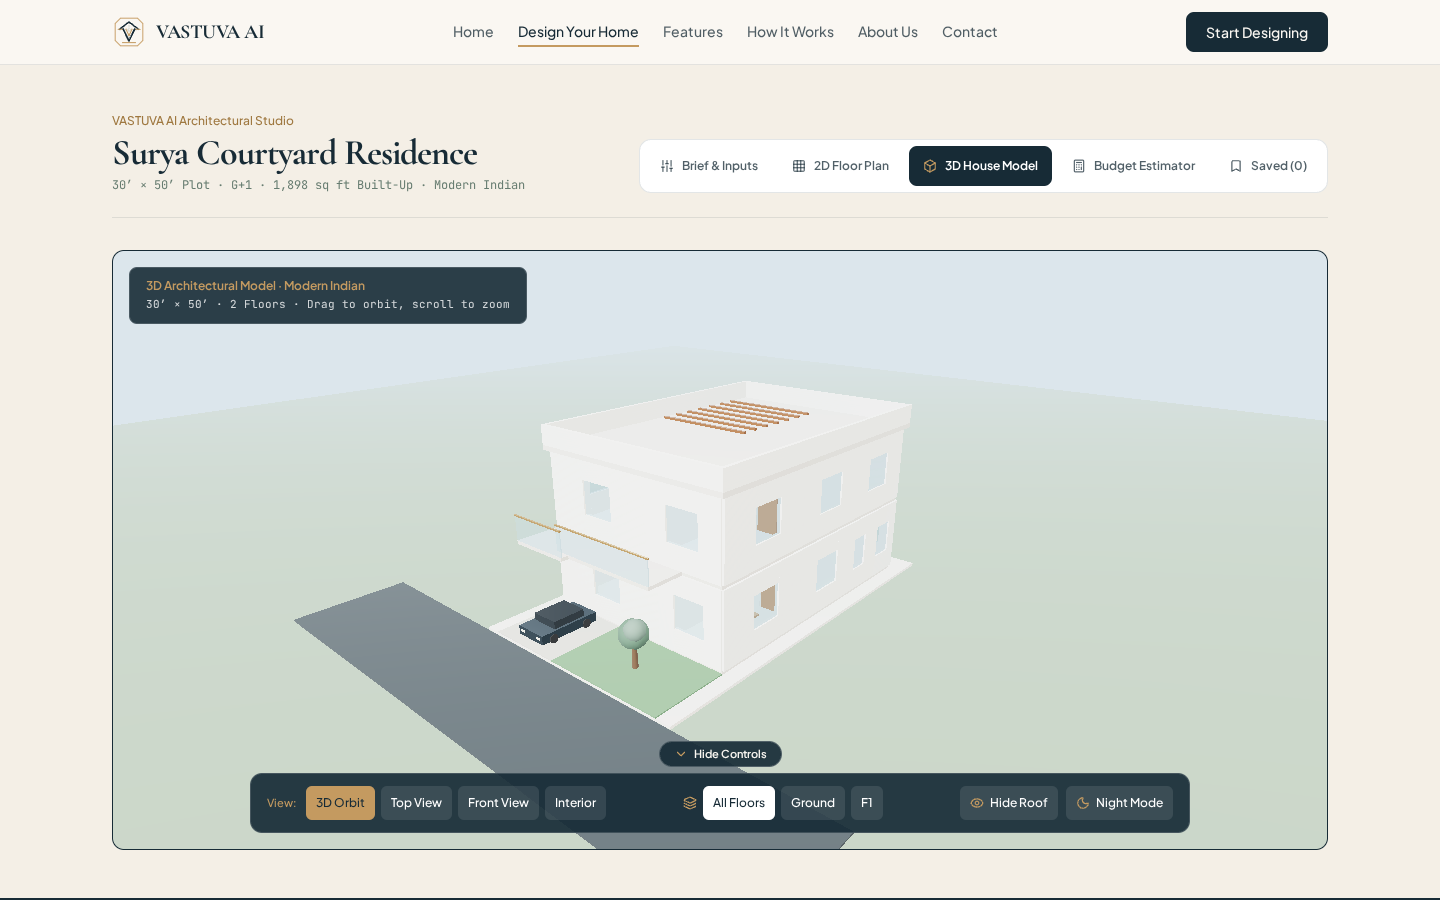 VASTUVA AI
Home
Design Your Home
Features
How It Works
About Us
Contact
Start Designing
VASTUVA AI Architectural Studio
Surya Courtyard Residence
30′ × 50′ Plot · G+1 · 1,898 sq ft Built-Up · Modern Indian
Brief & Inputs
2D Floor Plan
3D House Model
Budget Estimator
Saved (0)
3D Architectural Model · Modern Indian
30′ × 50′ · 2 Floors · Drag to orbit, scroll to zoom
Hide Controls
View:
3D Orbit
Top View
Front View
Interior
All Floors
Ground
F1
Hide Roof
Night Mode